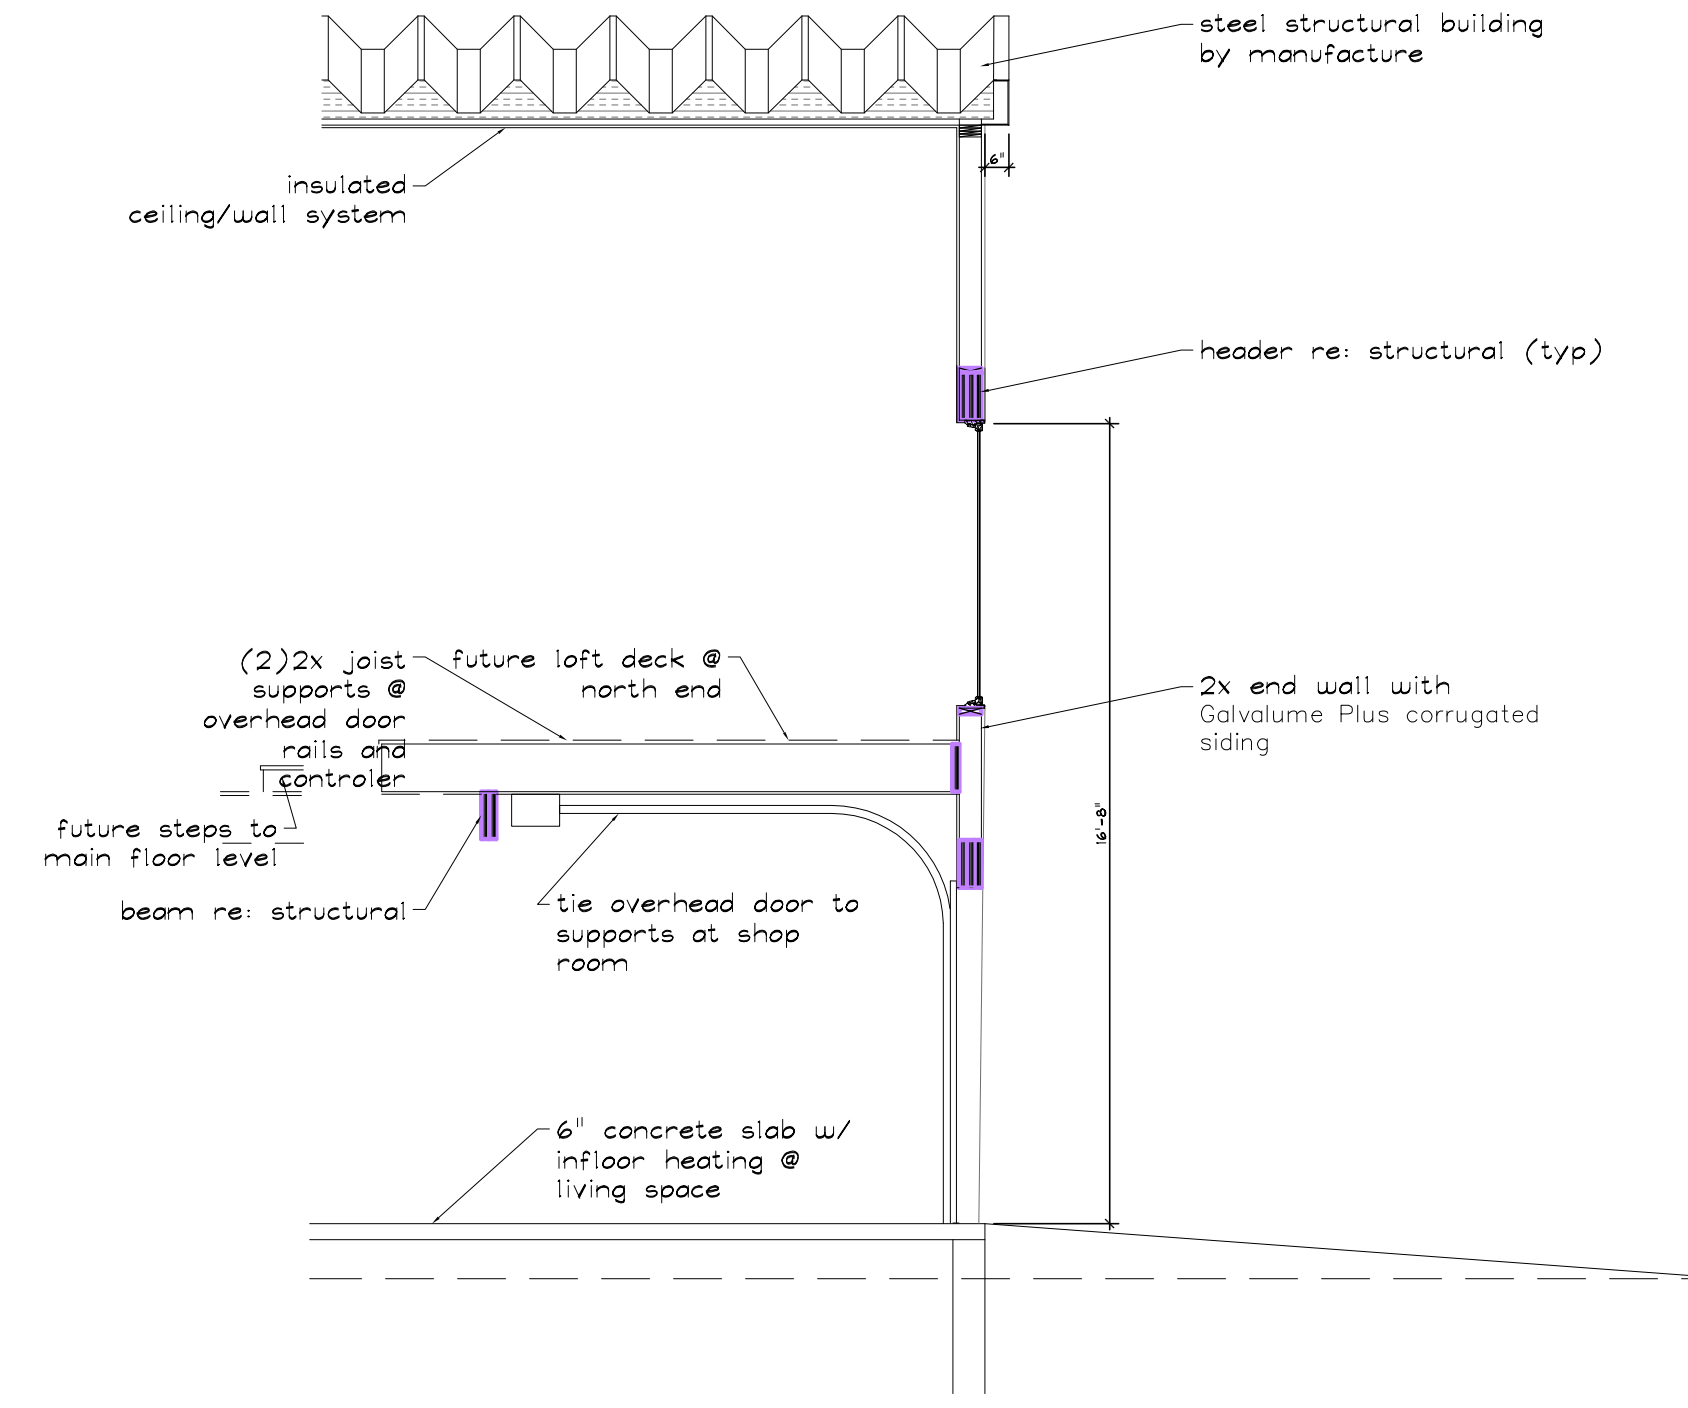 steel structural building
by manufacture
6"
insulated
ceiling/wall system
header re: structural (typ)
(2)2x joist
supports @
overhead door
rails and
controler
future loft deck @
north end
2x end wall with
Galvalume Plus corrugated
siding
16'-8"
future steps to
main floor level
beam re: structural
tie overhead door to
supports at shop
room
6" concrete slab w/
infloor heating @
living space